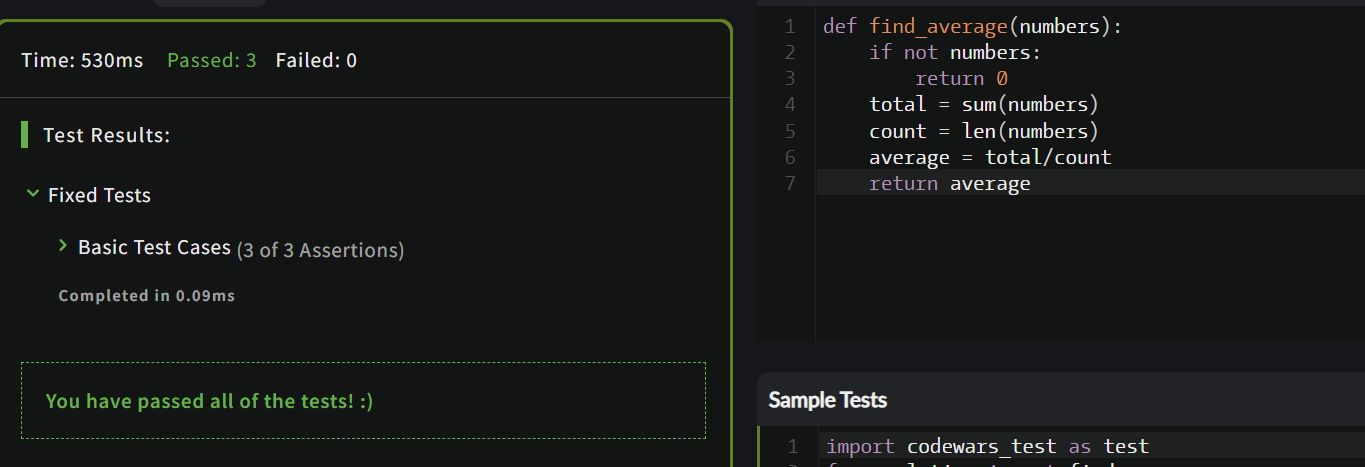 Time: 530ms Passed: 3 Failed: 0
Test Results:
Fixed Tests
Basic Test Cases (3 of 3 Assertions)
Completed in 0.09ms
You have passed all of the tests! :)
1 def find_average(numbers):
2     if not numbers:
3         return 0
4     total = sum(numbers)
5     count = len(numbers)
6     average = total/count
7     return average
Sample Tests
1 import codewars_test as test